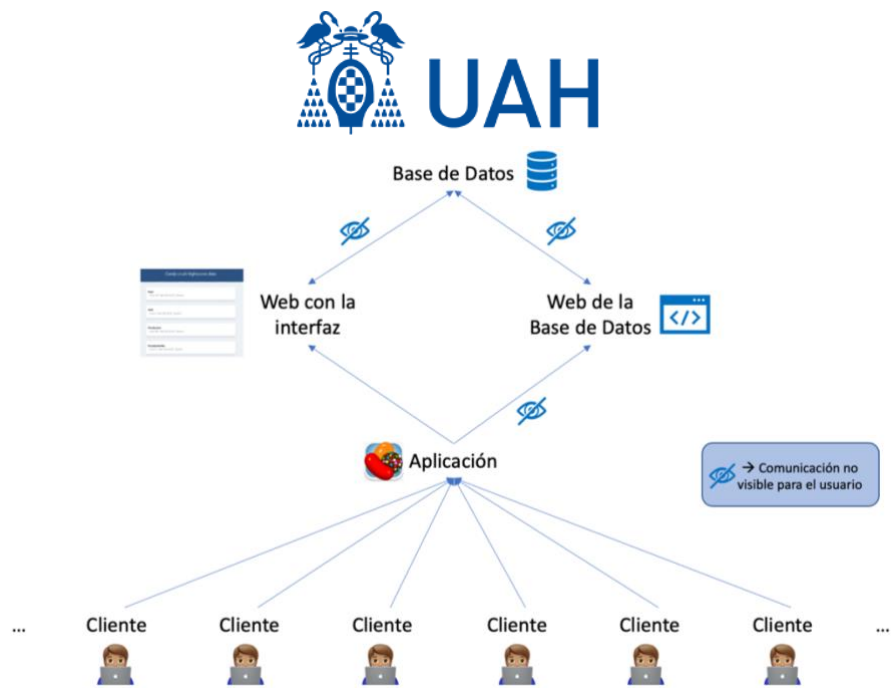 UAH
Base de Datos
Web con la
interfaz
Web de la
Base de Datos
</>
Aplicación
→ Comunicación no
visible para el usuario
... Cliente Cliente Cliente Cliente Cliente Cliente ...